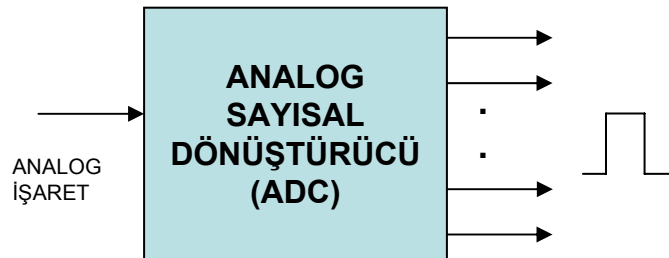 ANALOG
SAYISAL
DÖNÜŞTÜRÜCÜ
(ADC)
ANALOG
İŞARET